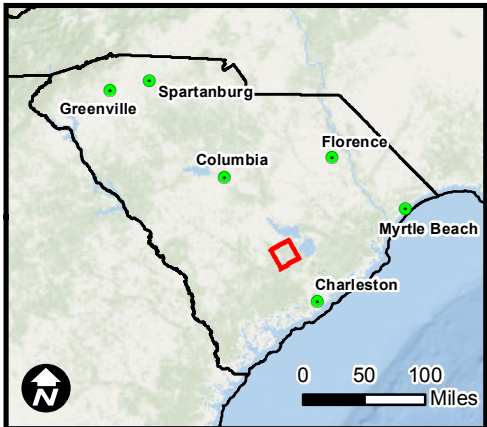 Spartanburg
Greenville
Florence
Columbia
Myrtle Beach
Charleston
N
0 50 100
Miles